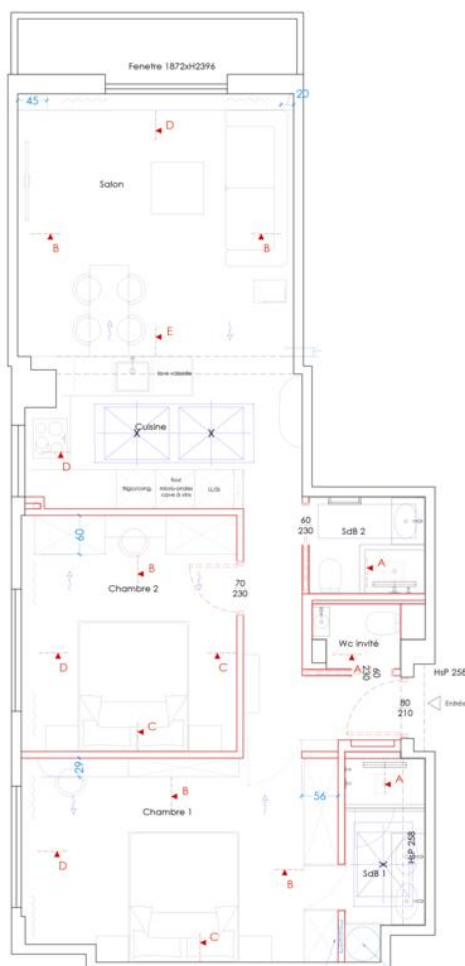 Fenetre 1872xH2396
45
20
D
Salon
B
B
E
lave vaisselle
Cuisine
D
frigo/cong.
four
micro-ondes
cave à vins
LL/SL
60
60
230
SdB 2
A
B
Chambre 2
70
230
Wc invité
A
60
230
HsP 258
D
C
80
210
Entrée
C
29
B
56
A
Chambre 1
D
B
SdB 1
HsP 258
C